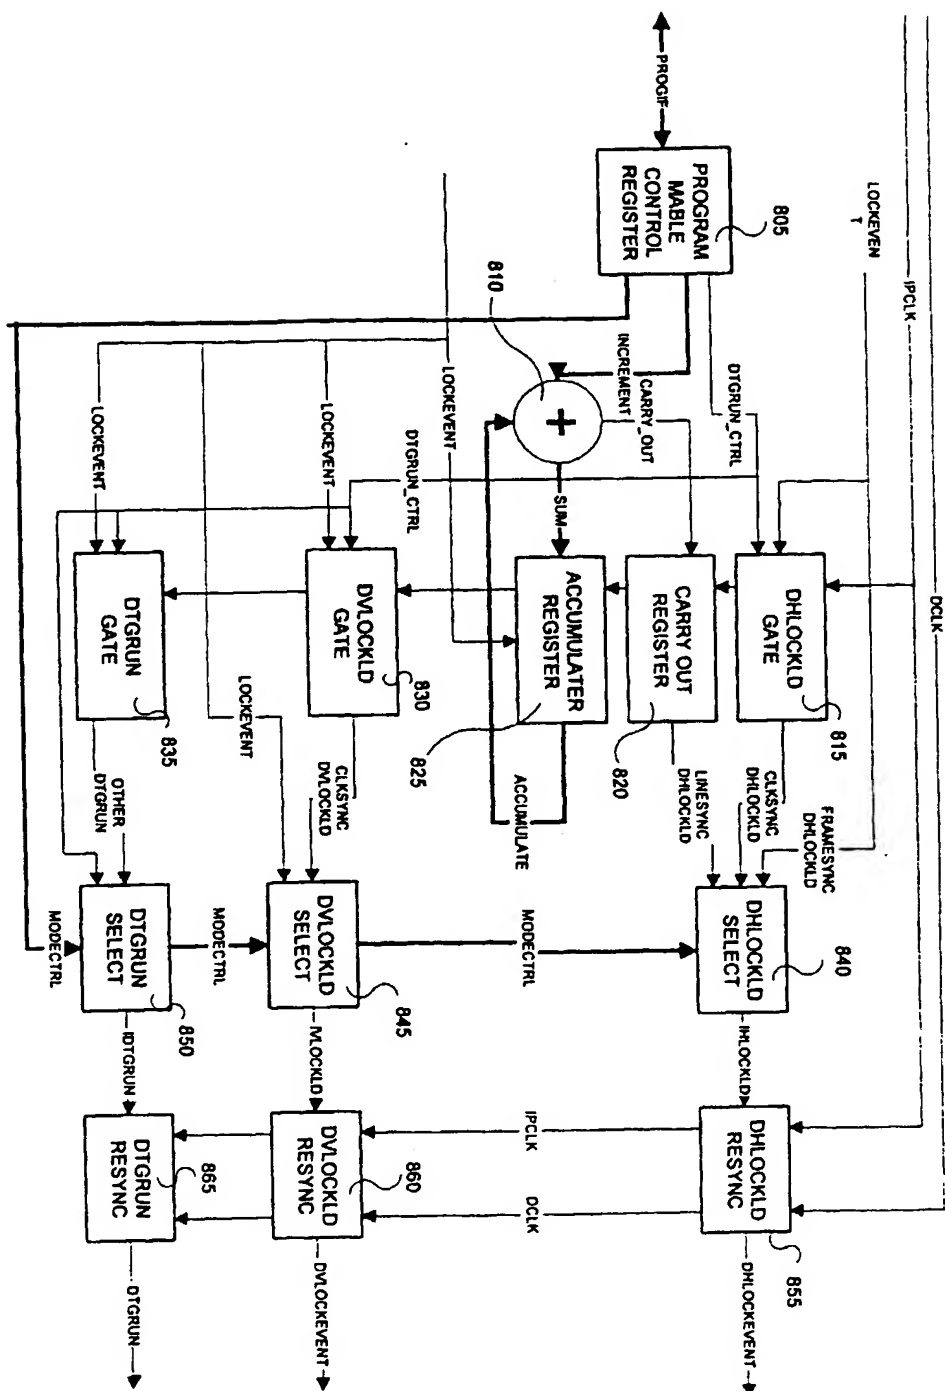 DCLK
IPCLK
LOCKEVEN
T
PROGIF
PROGRAM
MABLE
CONTROL
REGISTER
805
DTGRUN_CTRL
INCREMENT
CARRY_OUT
810
+
SUM
DHLOCKLD
GATE
815
CARRY OUT
REGISTER
820
ACCUMULATER
REGISTER
825
ACCUMULATE
LOCKEVENT
DTGRUN_CTRL
LOCKEVENT
DVLOCKLD
GATE
830
LOCKEVENT
LOCKEVENT
DTGRUN
GATE
835
FRAMESYNC
DHLOCKLD
CLKSYNC
DHLOCKLD
LINESYNC
DHLOCKLD
CLKSYNC
DVLOCKLD
OTHER
DTGRUN
DHLOCKLD
SELECT
840
MODECTRL
DVLOCKLD
SELECT
845
MODECTRL
DTGRUN
SELECT
850
MODECTRL
IHLOCKLD
IVLOCKLD
IDTGRUN
DHLOCKLD
RESYNC
855
IPCLK
DCLK
DVLOCKLD
RESYNC
860
DTGRUN
RESYNC
865
DHLOCKEVENT
DVLOCKEVENT
DTGRUN